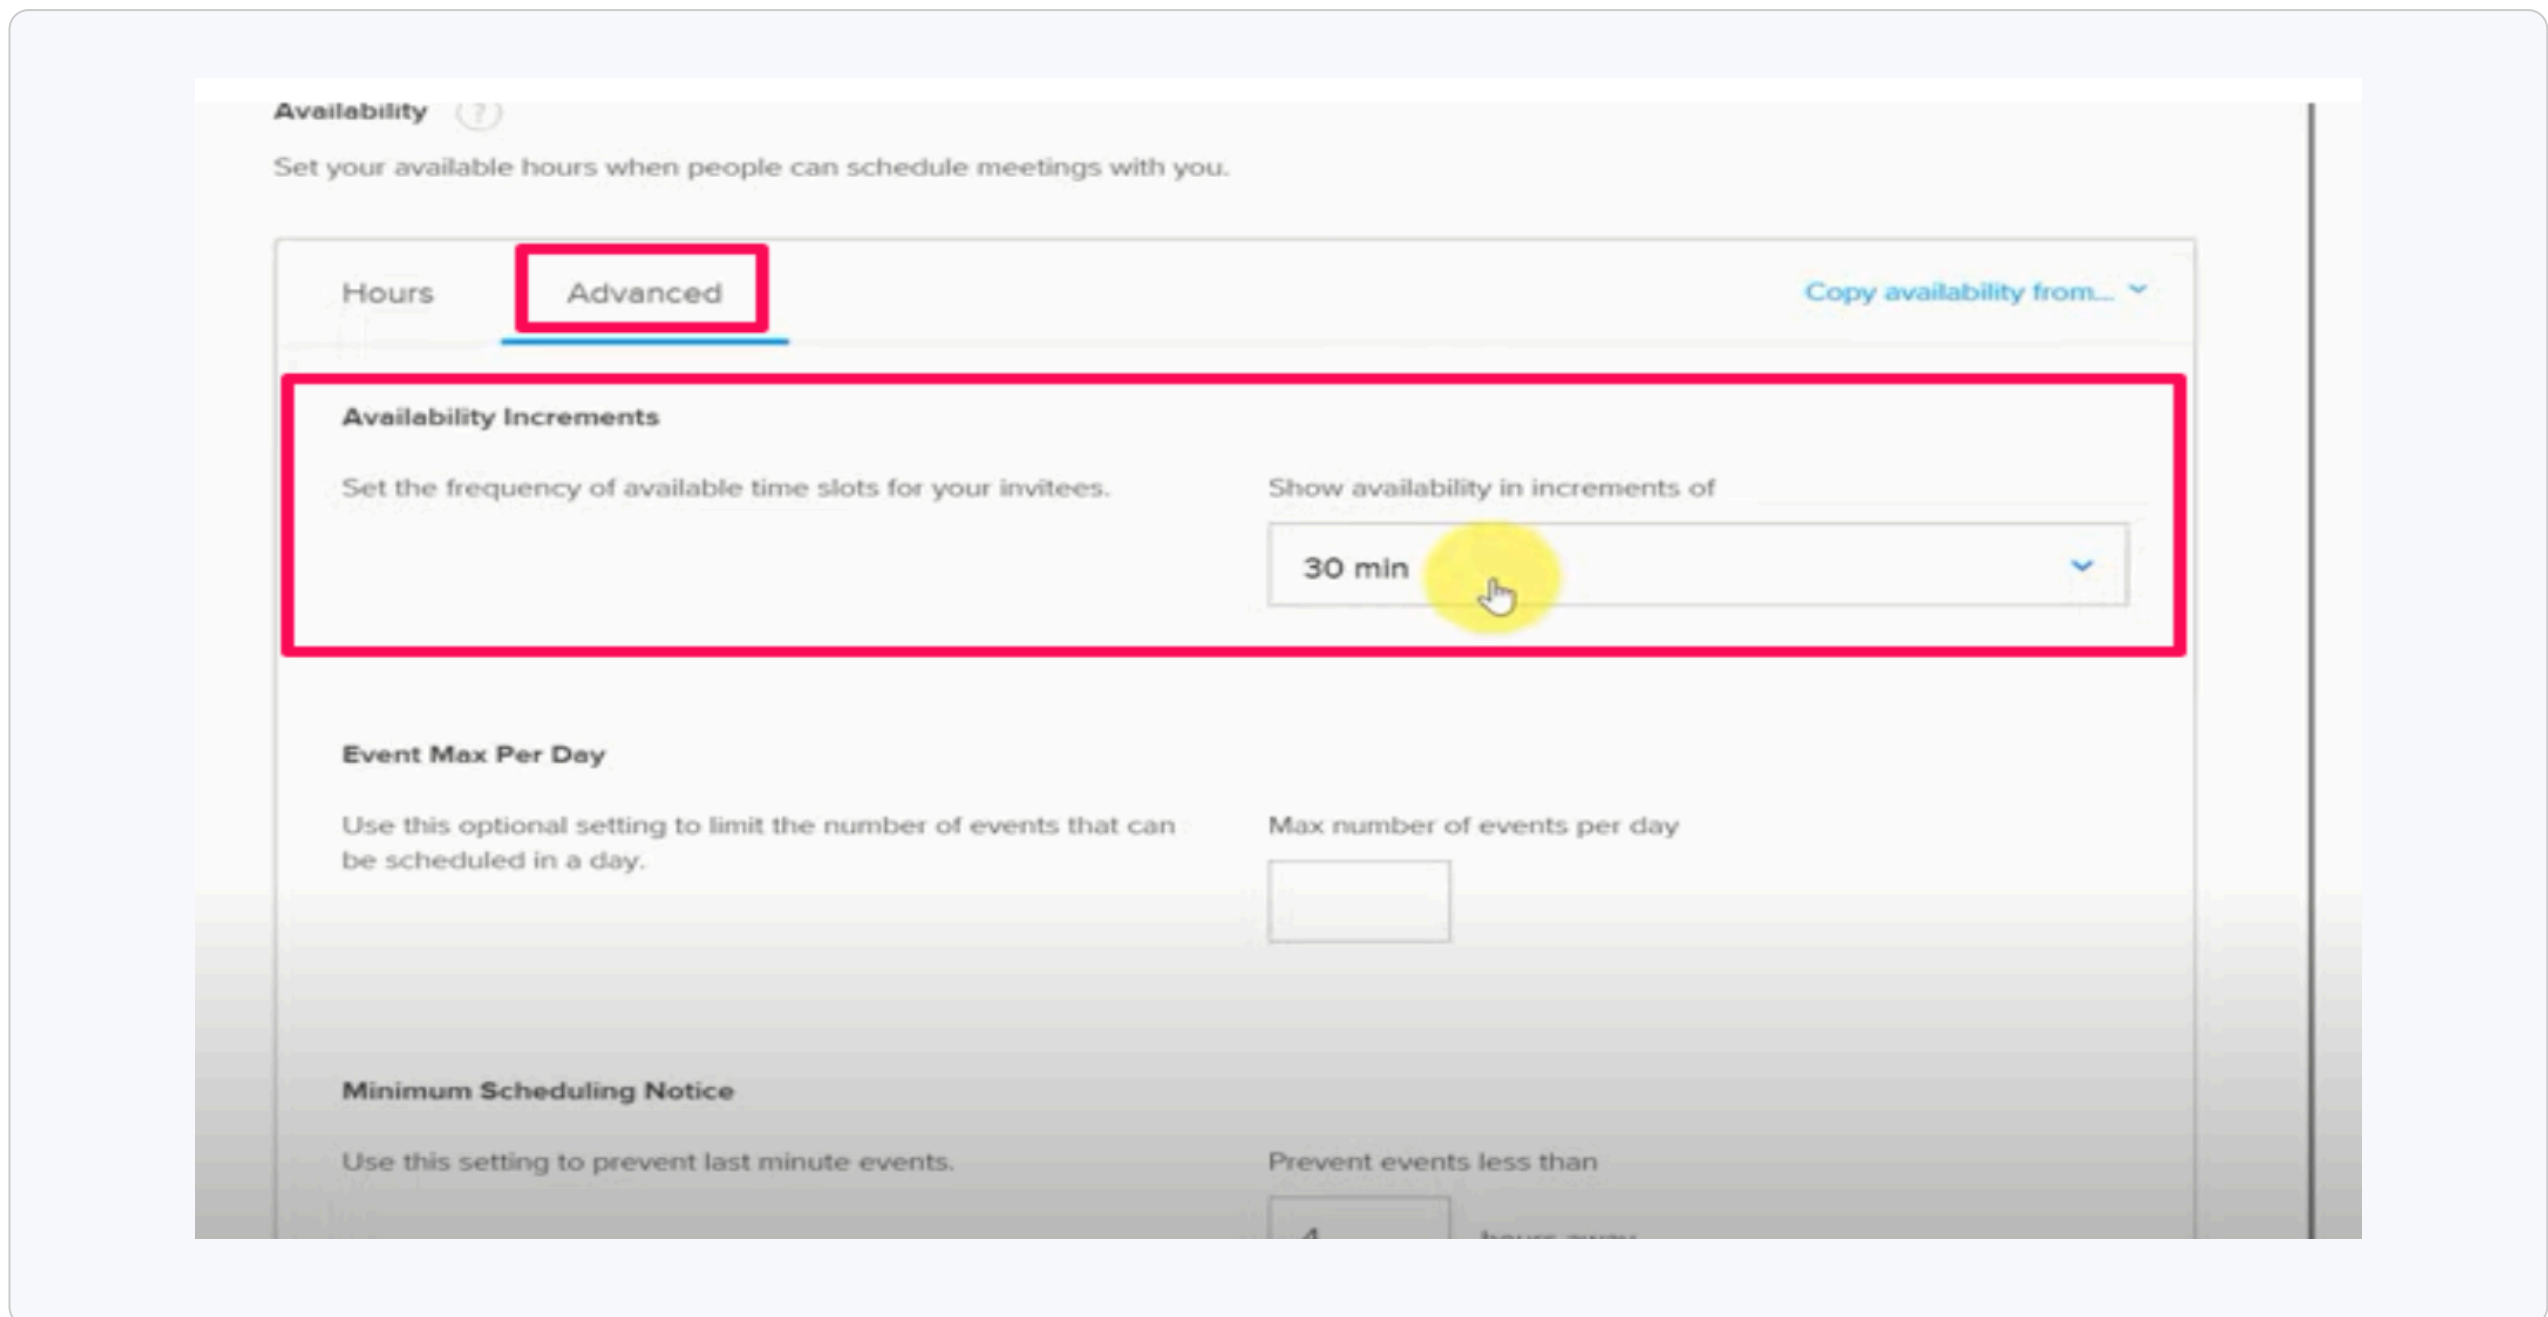 Availability ?
Set your available hours when people can schedule meetings with you.
Hours Advanced Copy availability from...
Availability Increments
Set the frequency of available time slots for your invitees. Show availability in increments of
30 min
Event Max Per Day
Use this optional setting to limit the number of events that can Max number of events per day
be scheduled in a day.
Minimum Scheduling Notice
Use this setting to prevent last minute events. Prevent events less than
4 hours away